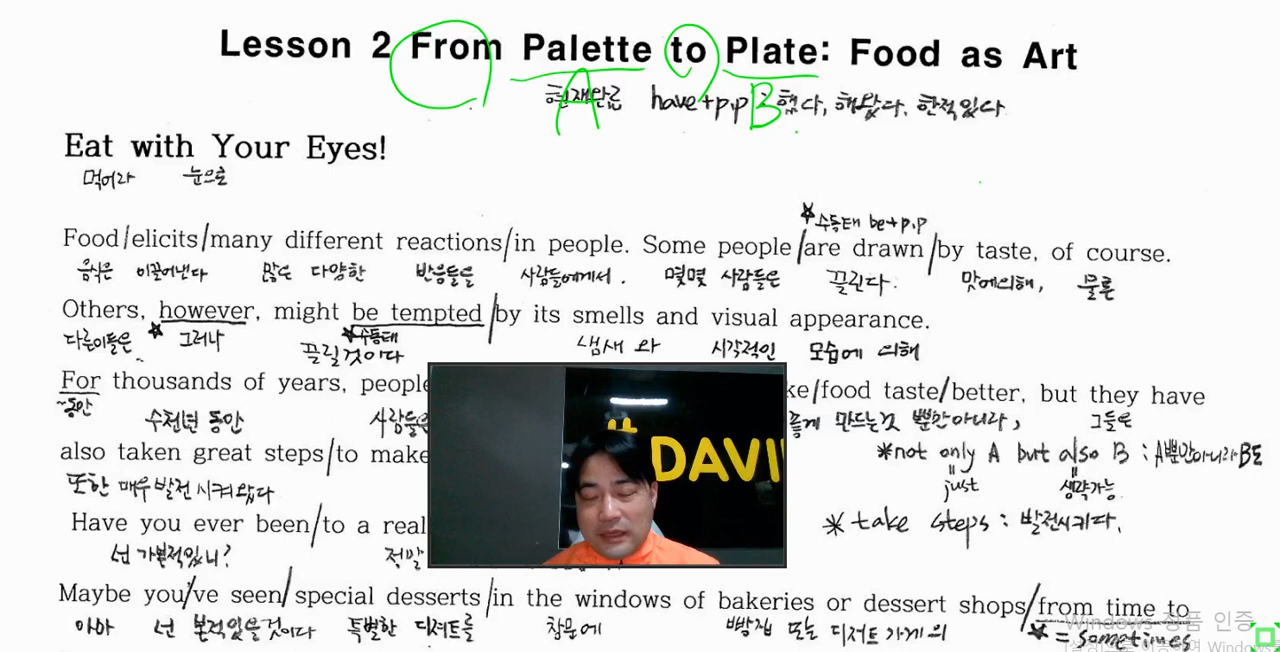 Lesson 2 From Palette to Plate: Food as Art
A B
현재완료 have+p.p : 했다, 해왔다, 한적있다
Eat with Your Eyes!
먹어라 눈으로
☆수동태 be+p.p
Food/elicits/many different reactions/in people. Some people/are drawn/by taste, of course.
음식은 이끌어낸다 많은 다양한 반응들을 사람들에게서. 몇몇 사람들은 끌린다. 맛에의해, 물론
Others, however, might be tempted/by its smells and visual appearance.
다른이들은 ☆ 그러나 ☆수동태 끌릴 것이다 냄새 와 시각적인 모습에 의해
For thousands of years, people
DAVI
ke/food taste/better, but they have
~동안 수천년 동안 사람들은
게 만드는것 뿐만아니라, 그들은
also taken great steps/to make
*not only A but also B : A뿐만아니라 B도
또한 매우 발전 시켜 왔다
just 생략가능
Have you ever been/to a real
* take steps : 발전시키다.
넌 가본적있니? 정말
Maybe you/'ve seen/special desserts/in the windows of bakeries or dessert shops/from time to
아마 넌 본적있을것이다 특별한 디저트를 창문에 빵집 또는 디저트 가게의
☆ = sometimes
Windows 정품 인증